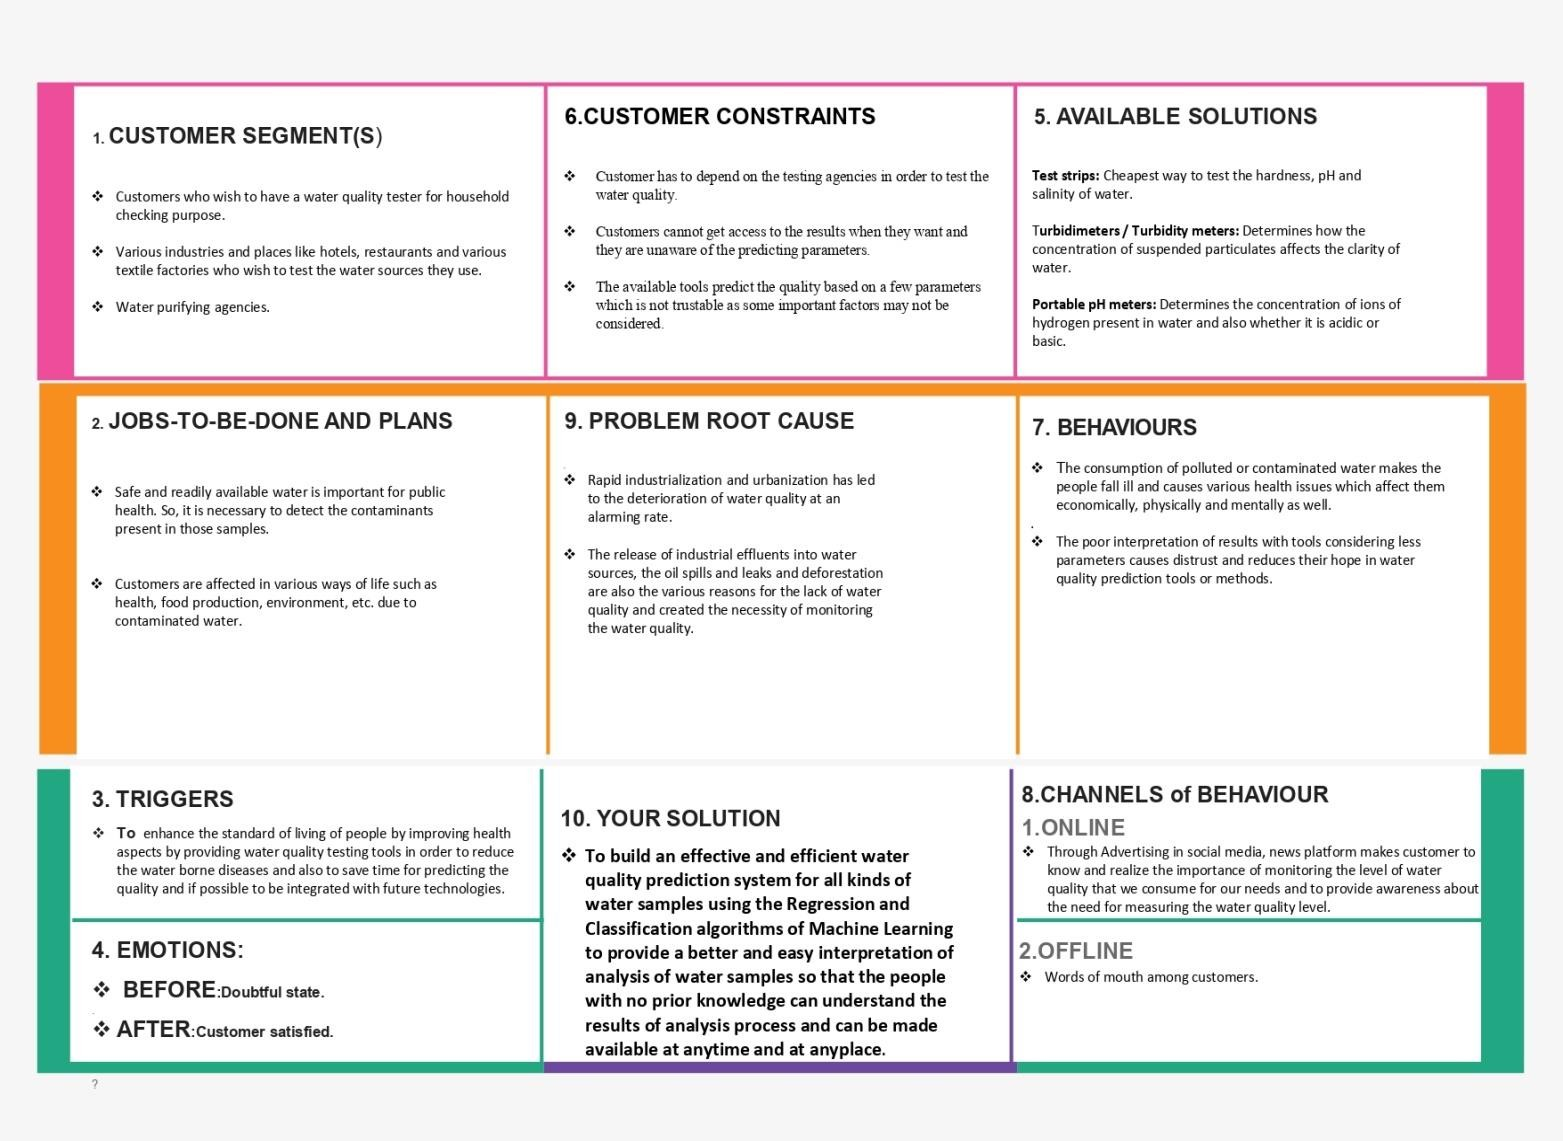 1. CUSTOMER SEGMENT(S)
❖ Customers who wish to have a water quality tester for household
checking purpose.
❖ Various industries and places like hotels, restaurants and various
textile factories who wish to test the water sources they use.
❖ Water purifying agencies.
6.CUSTOMER CONSTRAINTS
❖ Customer has to depend on the testing agencies in order to test the
water quality.
❖ Customers cannot get access to the results when they want and
they are unaware of the predicting parameters.
❖ The available tools predict the quality based on a few parameters
which is not trustable as some important factors may not be
considered.
5. AVAILABLE SOLUTIONS
Test strips: Cheapest way to test the hardness, pH and
salinity of water.
Turbidimeters / Turbidity meters: Determines how the
concentration of suspended particulates affects the clarity of
water.
Portable pH meters: Determines the concentration of ions of
hydrogen present in water and also whether it is acidic or
basic.
2. JOBS-TO-BE-DONE AND PLANS
❖ Safe and readily available water is important for public
health. So, it is necessary to detect the contaminants
present in those samples.
❖ Customers are affected in various ways of life such as
health, food production, environment, etc. due to
contaminated water.
9. PROBLEM ROOT CAUSE
❖ Rapid industrialization and urbanization has led
to the deterioration of water quality at an
alarming rate.
❖ The release of industrial effluents into water
sources, the oil spills and leaks and deforestation
are also the various reasons for the lack of water
quality and created the necessity of monitoring
the water quality.
7. BEHAVIOURS
❖ The consumption of polluted or contaminated water makes the
people fall ill and causes various health issues which affect them
economically, physically and mentally as well.
.
❖ The poor interpretation of results with tools considering less
parameters causes distrust and reduces their hope in water
quality prediction tools or methods.
3. TRIGGERS
❖ To enhance the standard of living of people by improving health
aspects by providing water quality testing tools in order to reduce
the water borne diseases and also to save time for predicting the
quality and if possible to be integrated with future technologies.
4. EMOTIONS:
❖ BEFORE:Doubtful state.
❖ AFTER:Customer satisfied.
10. YOUR SOLUTION
❖ To build an effective and efficient water
quality prediction system for all kinds of
water samples using the Regression and
Classification algorithms of Machine Learning
to provide a better and easy interpretation of
analysis of water samples so that the people
with no prior knowledge can understand the
results of analysis process and can be made
available at anytime and at anyplace.
8.CHANNELS of BEHAVIOUR
1.ONLINE
❖ Through Advertising in social media, news platform makes customer to
know and realize the importance of monitoring the level of water
quality that we consume for our needs and to provide awareness about
the need for measuring the water quality level.
2.OFFLINE
❖ Words of mouth among customers.
?